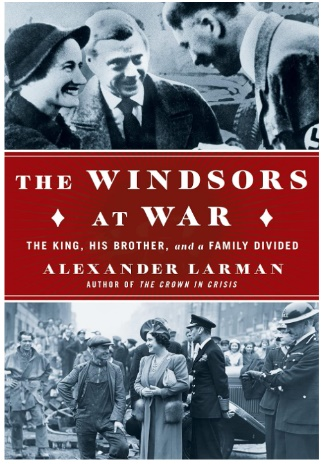 THE WINDSORS
AT WAR
THE KING, HIS BROTHER, and a FAMILY DIVIDED
ALEXANDER LARMAN
AUTHOR OF THE CROWN IN CRISIS